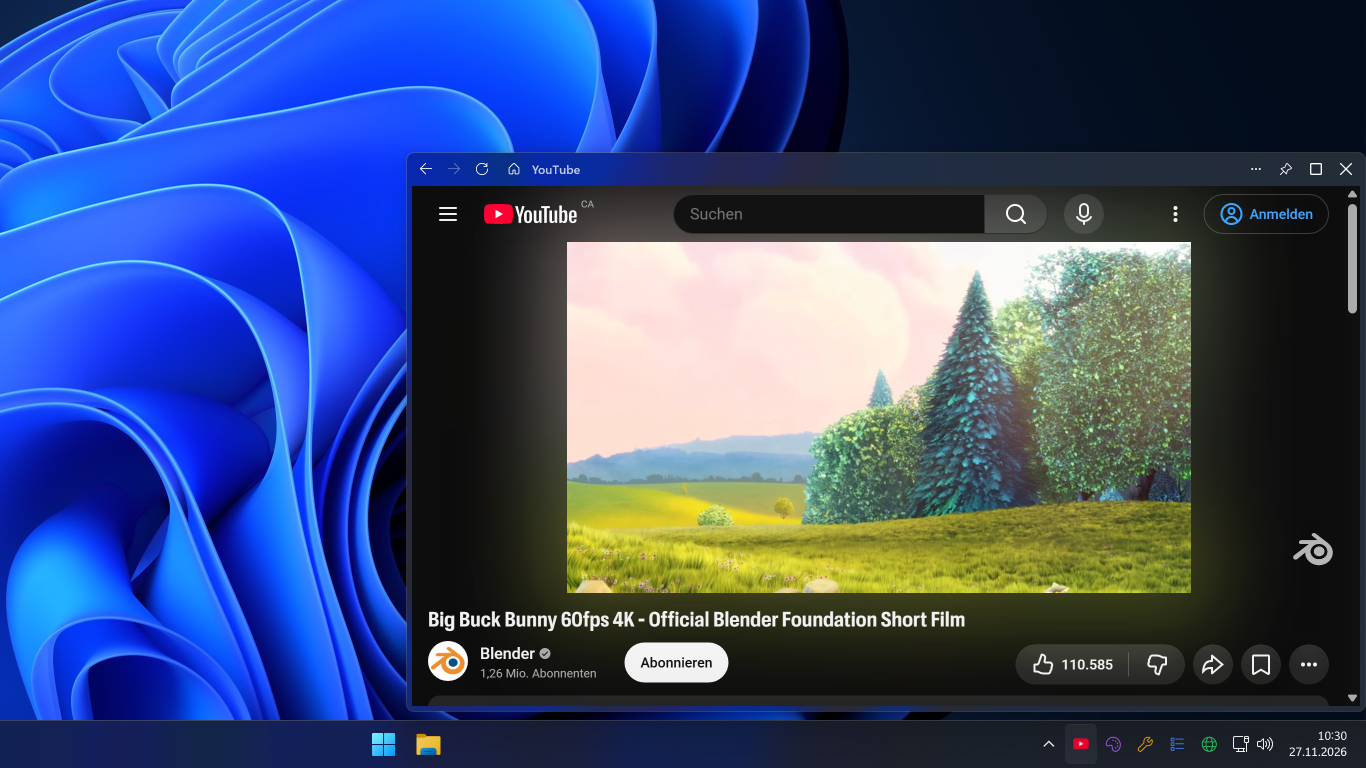 YouTube
YouTube CA
Suchen
Anmelden
Big Buck Bunny 60fps 4K - Official Blender Foundation Short Film
Blender
1,26 Mio. Abonnenten
Abonnieren
110.585
10:30
27.11.2026